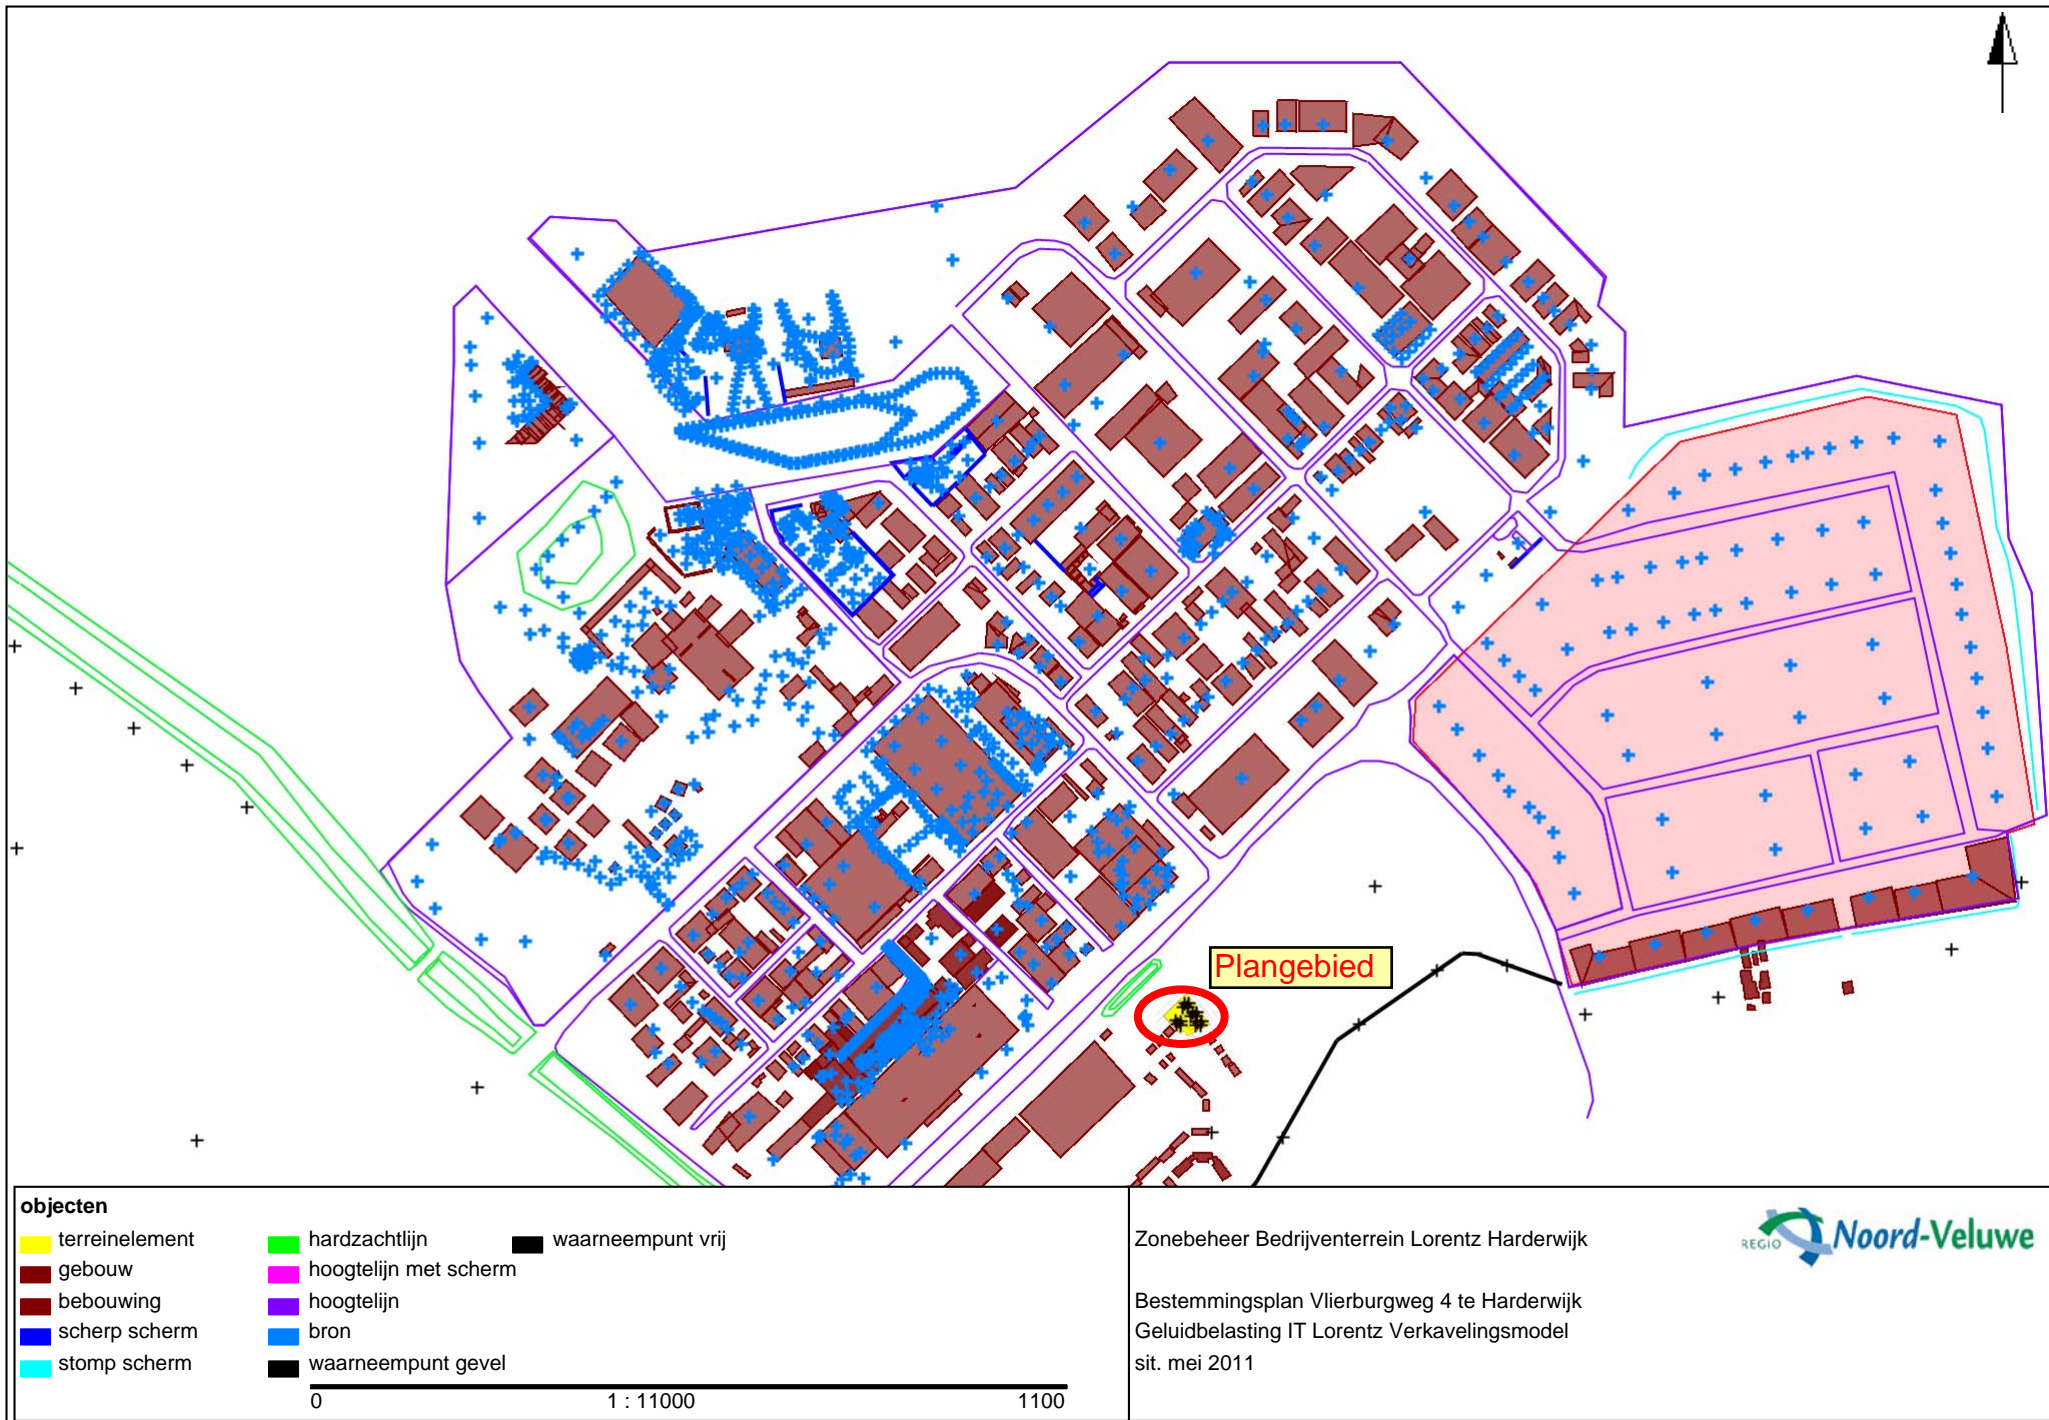 Plangebied
objecten
terreinelement
gebouw
bebouwing
scherp scherm
stomp scherm
hardzachtlijn
hoogtelijn met scherm
hoogtelijn
bron
waarneempunt gevel
waarneempunt vrij
0 1 : 11000 1100
Zonebeheer Bedrijventerrein Lorentz Harderwijk
Bestemmingsplan Vlierburgweg 4 te Harderwijk
Geluidbelasting IT Lorentz Verkavelingsmodel
sit. mei 2011
REGIO Noord-Veluwe